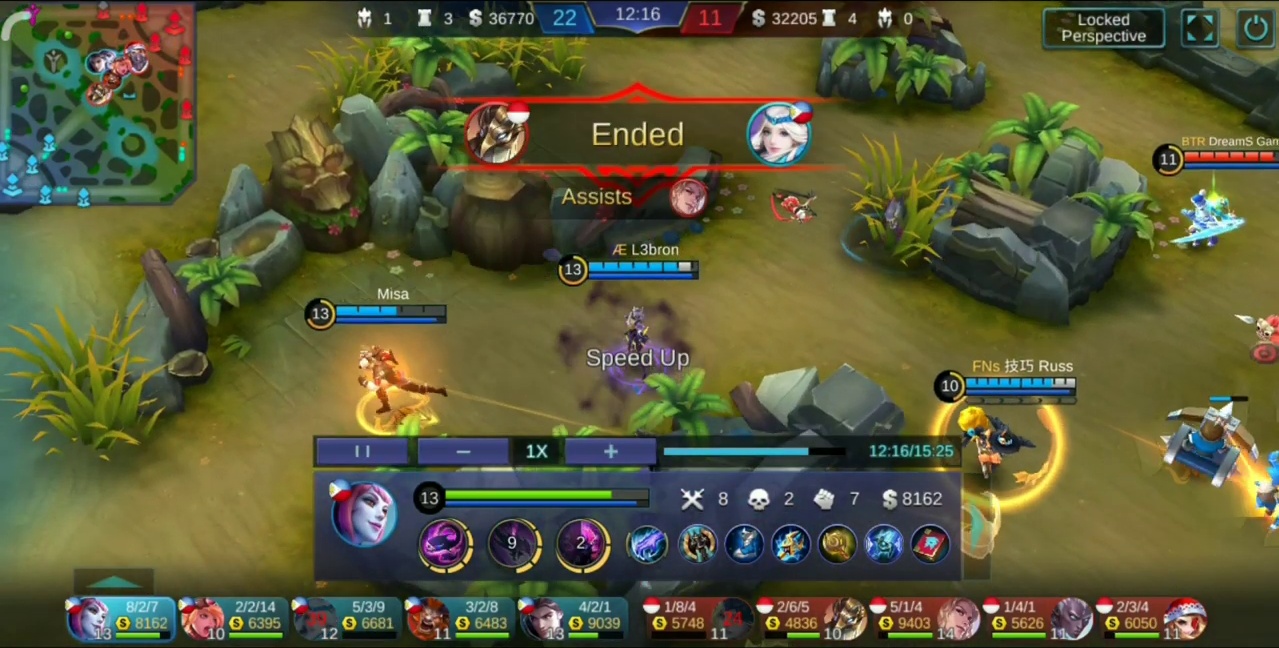 1 3 $ 36770 22 12:16 11 $ 32205 4 0
Locked
Perspective
Ended
BTR DreamS Gam
11
Assists
Æ L3bron
13
Misa
13
Speed Up
FNs 技巧 Russ
10
1X
12:16/15:25
13 8 2 7 $ 8162
9 2
8/2/7 2/2/14 5/3/9 3/2/8 4/2/1 1/8/4 2/6/5 5/1/4 1/4/1 2/3/4
8162 6395 6681 6483 9039 5748 4836 9403 5626 6050
13 10 12 11 13 11 10 14 11 11